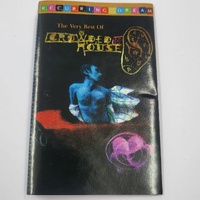 RECURRING DREAM
The Very Best Of
CROWDED
HOUSE